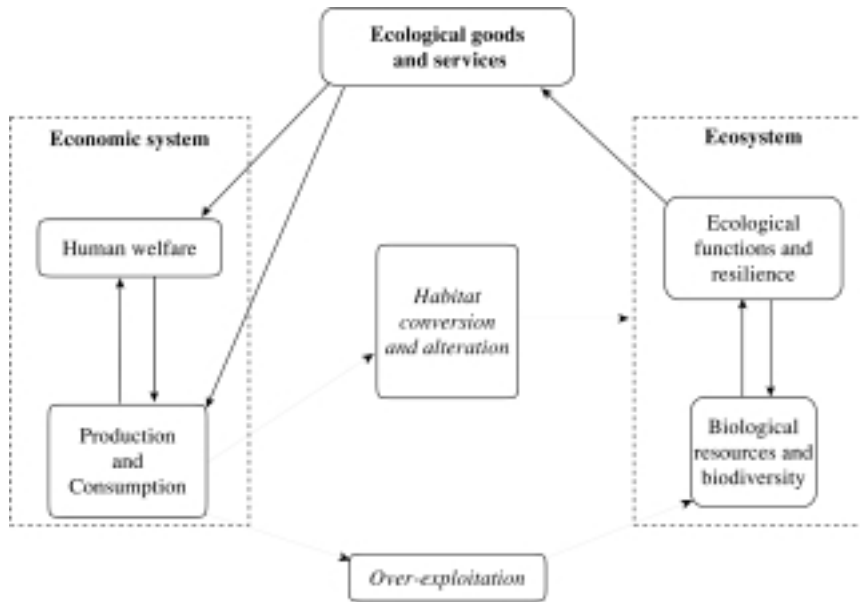 Ecological goods
and services
Economic system
Ecosystem
Human welfare
Ecological
functions and
resilience
Habitat
conversion
and alteration
Production
and
Consumption
Biological
resources and
biodiversity
Over-exploitation